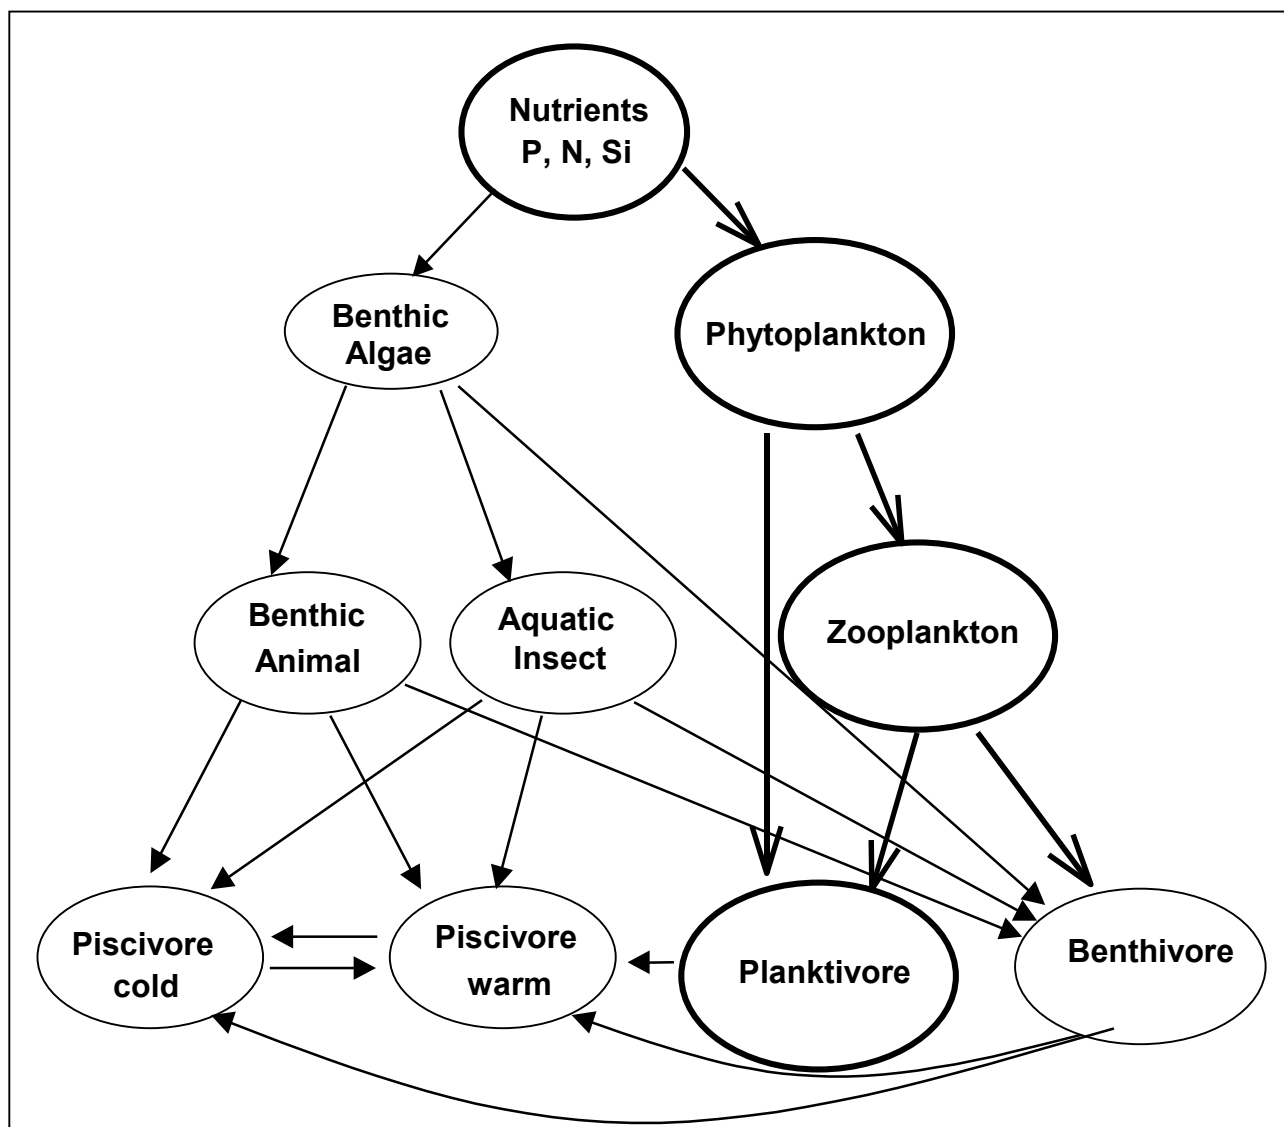 Nutrients
P, N, Si
Benthic
Algae
Phytoplankton
Benthic
Animal
Aquatic
Insect
Zooplankton
Piscivore
cold
Piscivore
warm
Planktivore
Benthivore